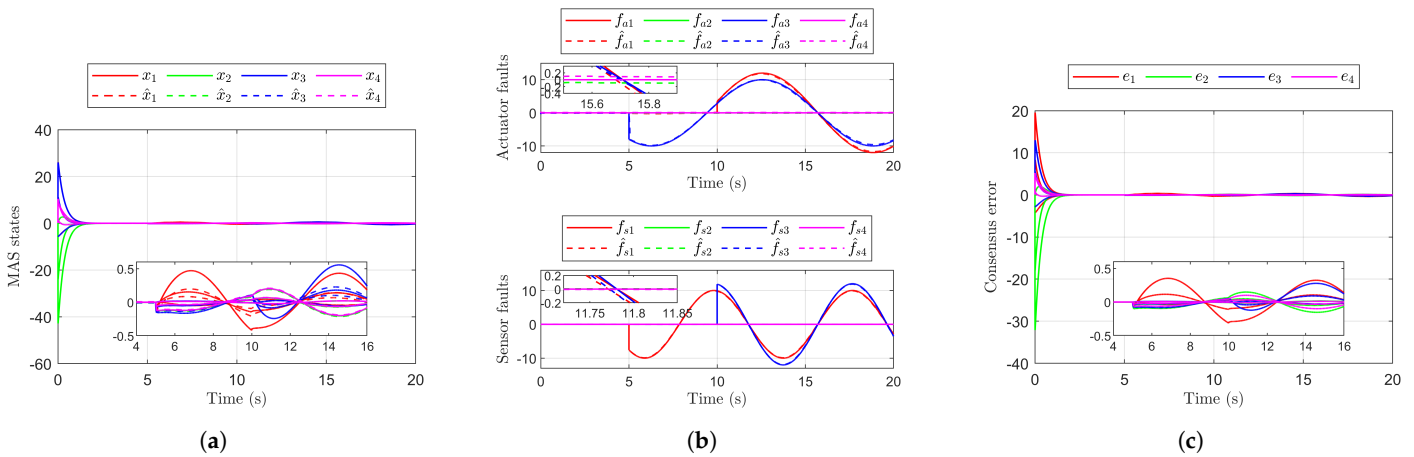 x₁ x₂ x₃ x₄
x̂₁ x̂₂ x̂₃ x̂₄
MAS states
40
20
0
-20
-40
-60
0.5
0
-0.5
4 6 8 10 12 14 16
0 5 10 15 20
Time (s)
(a)
fₐ₁ fₐ₂ fₐ₃ fₐ₄
f̂ₐ₁ f̂ₐ₂ f̂ₐ₃ f̂ₐ₄
Actuator faults
10
0
-10
0.2
0.0
-0.2
-0.4
15.6 15.8
0 5 10 15 20
Time (s)
fₛ₁ fₛ₂ fₛ₃ fₛ₄
f̂ₛ₁ f̂ₛ₂ f̂ₛ₃ f̂ₛ₄
Sensor faults
10
0
-10
0.2
0.0
-0.2
11.75 11.8 11.85
0 5 10 15 20
Time (s)
(b)
e₁ e₂ e₃ e₄
Consensus error
20
10
0
-10
-20
-30
-40
0.5
0
-0.5
4 6 8 10 12 14 16
0 5 10 15 20
Time (s)
(c)